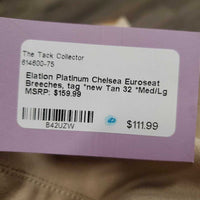 The Tack Collector
614600-75
Elation Platinum Chelsea Euroseat
Breeches, tag *new Tan 32 *Med/Lg
MSRP: $159.99
B42UZW
$111.99